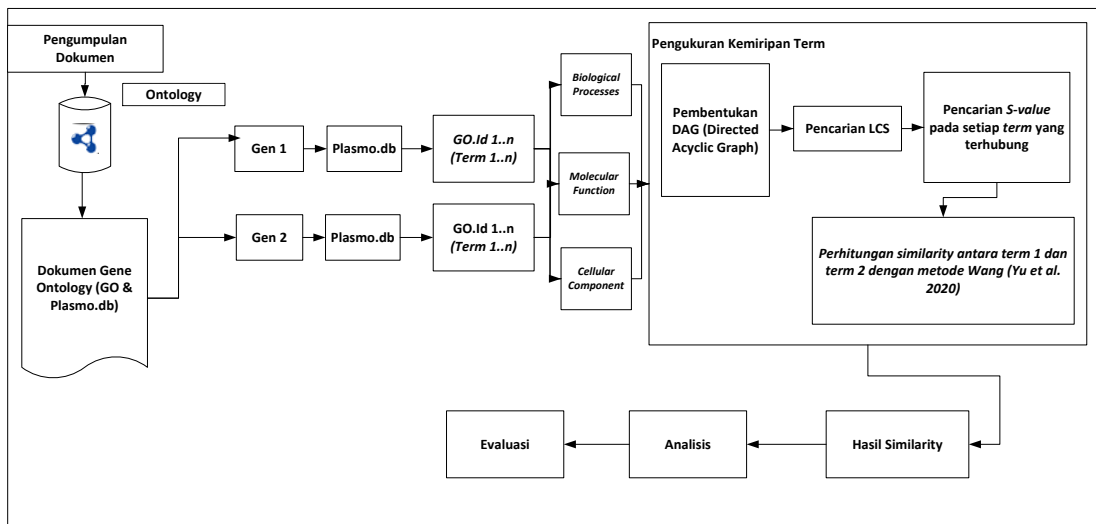 Pengumpulan
Dokumen
Ontology
Dokumen Gene
Ontology (GO &
Plasmo.db)
Gen 1
Plasmo.db
GO.Id 1..n
(Term 1..n)
Gen 2
Plasmo.db
GO.Id 1..n
(Term 1..n)
Biological
Processes
Molecular
Function
Cellular
Component
Pengukuran Kemiripan Term
Pembentukan
DAG (Directed
Acyclic Graph)
Pencarian LCS
Pencarian S-value
pada setiap term yang
terhubung
Perhitungan similarity antara term 1 dan
term 2 dengan metode Wang (Yu et al.
2020)
Hasil Similarity
Analisis
Evaluasi